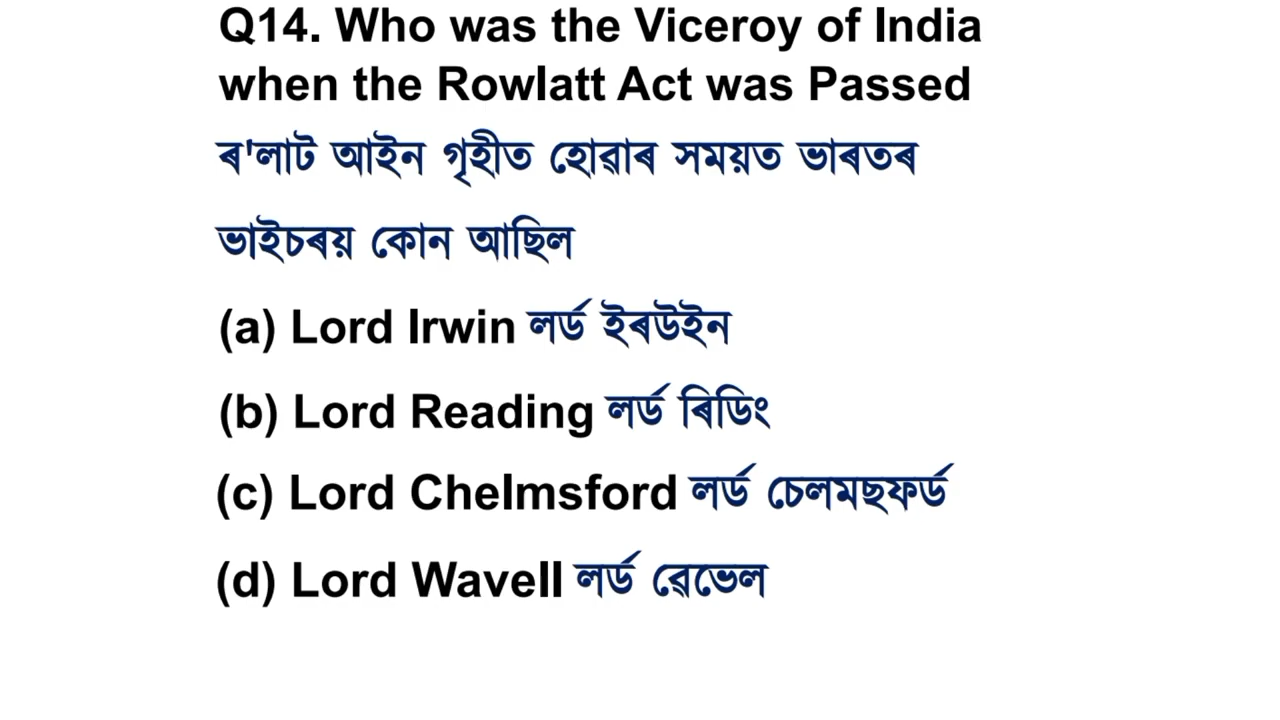 Q14. Who was the Viceroy of India
when the Rowlatt Act was Passed
ৰ'লাট আইন গৃহীত হোৱাৰ সময়ত ভাৰতৰ
ভাইচৰয় কোন আছিল
(a) Lord Irwin লৰ্ড ইৰউইন
(b) Lord Reading লৰ্ড ৰিডিং
(c) Lord Chelmsford লৰ্ড চেলমছফৰ্ড
(d) Lord Wavell লৰ্ড ৱেভেল